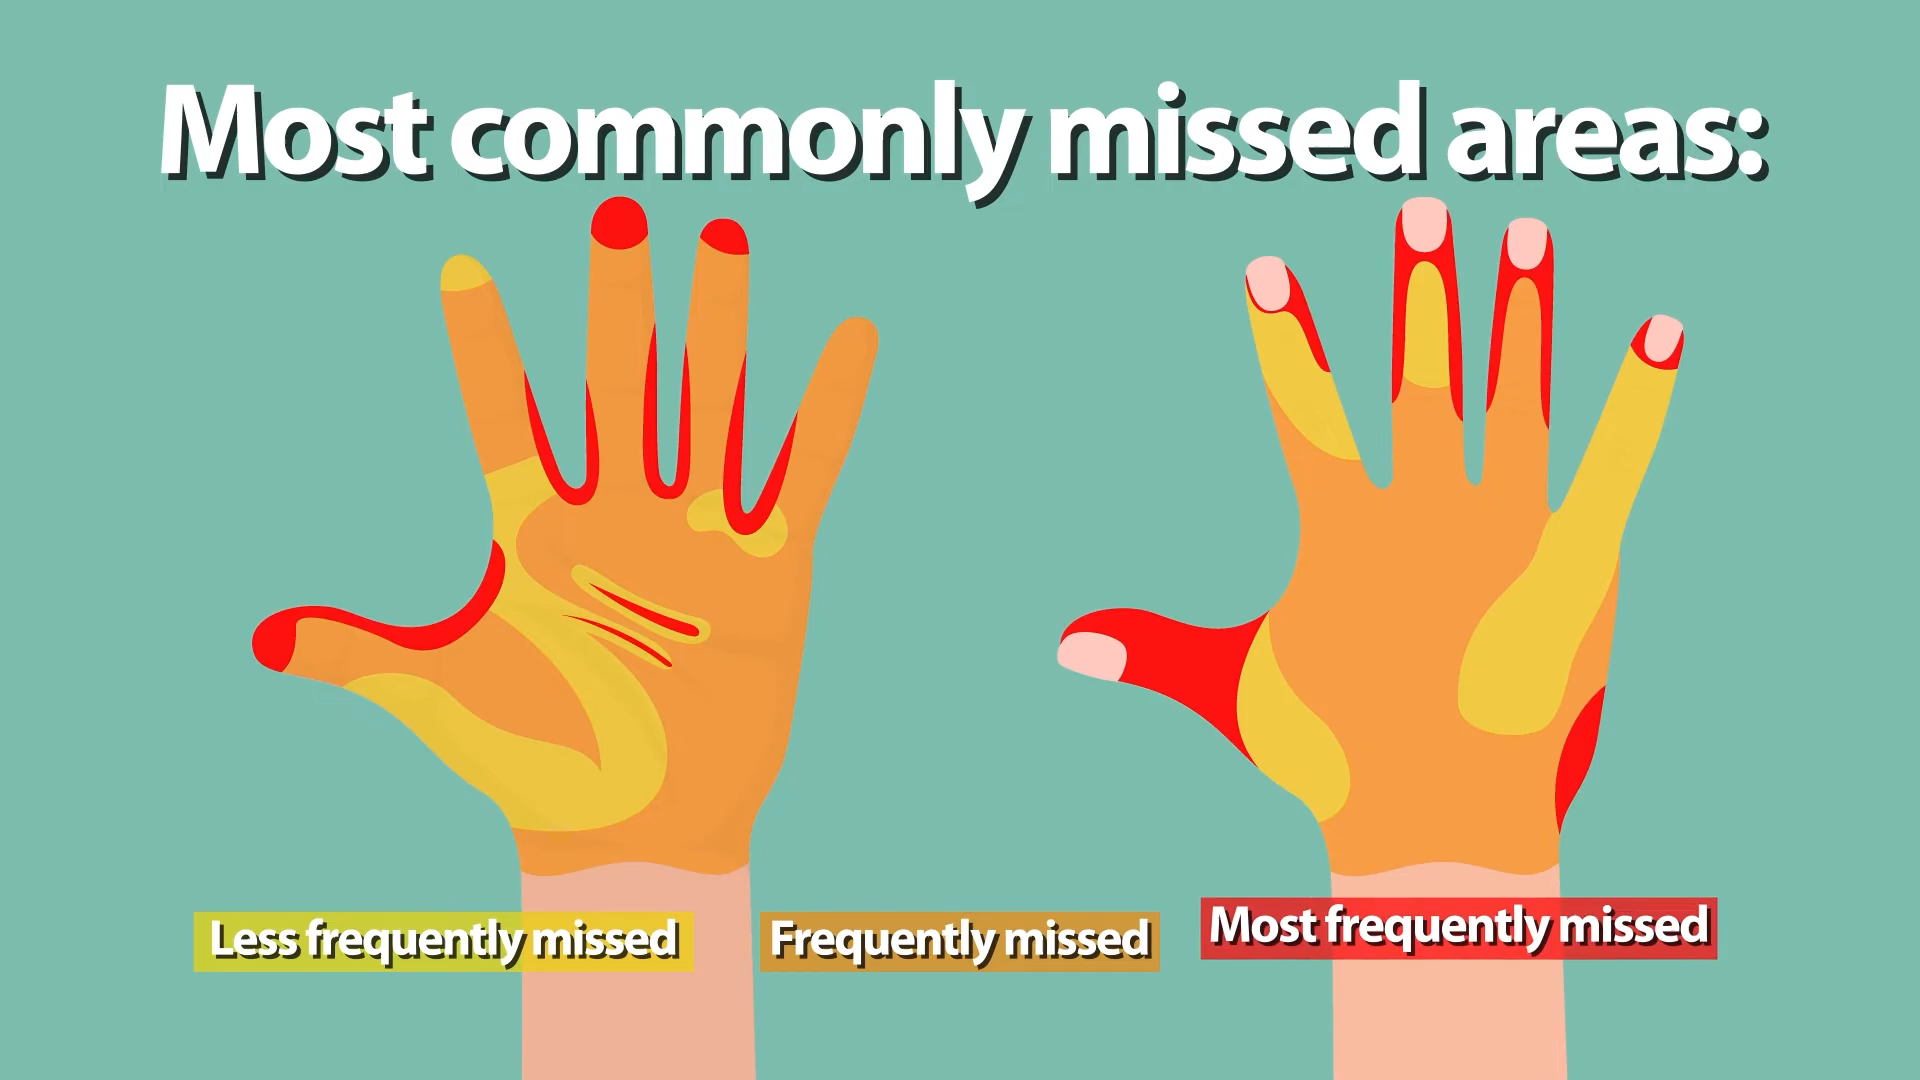 Most commonly missed areas:
Less frequently missed
Frequently missed
Most frequently missed